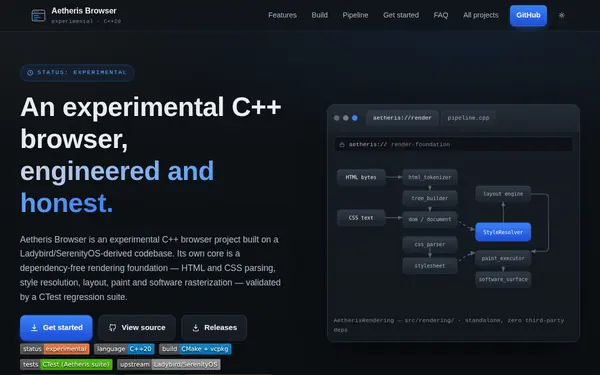 Aetheris Browser
experimental · C++20
Features Build Pipeline Get started FAQ All projects GitHub
STATUS: EXPERIMENTAL
An experimental C++
browser,
engineered and
honest.
Aetheris Browser is an experimental C++ browser project built on a
Ladybird/SerenityOS-derived codebase. Its own core is a
dependency-free rendering foundation — HTML and CSS parsing,
style resolution, layout, paint and software rasterization — validated
by a CTest regression suite.
Get started View source Releases
status experimental language C++20 build CMake + vcpkg
tests CTest (Aetheris suite) upstream Ladybird/SerenityOS
aetheris://render pipeline.cpp
aetheris:// render-foundation
HTML bytes html_tokenizer
tree_builder layout engine
CSS text dom / document
StyleResolver
css_parser
paint_executor
stylesheet
software_surface
AetherisRendering — src/rendering/ · standalone, zero third-party
deps